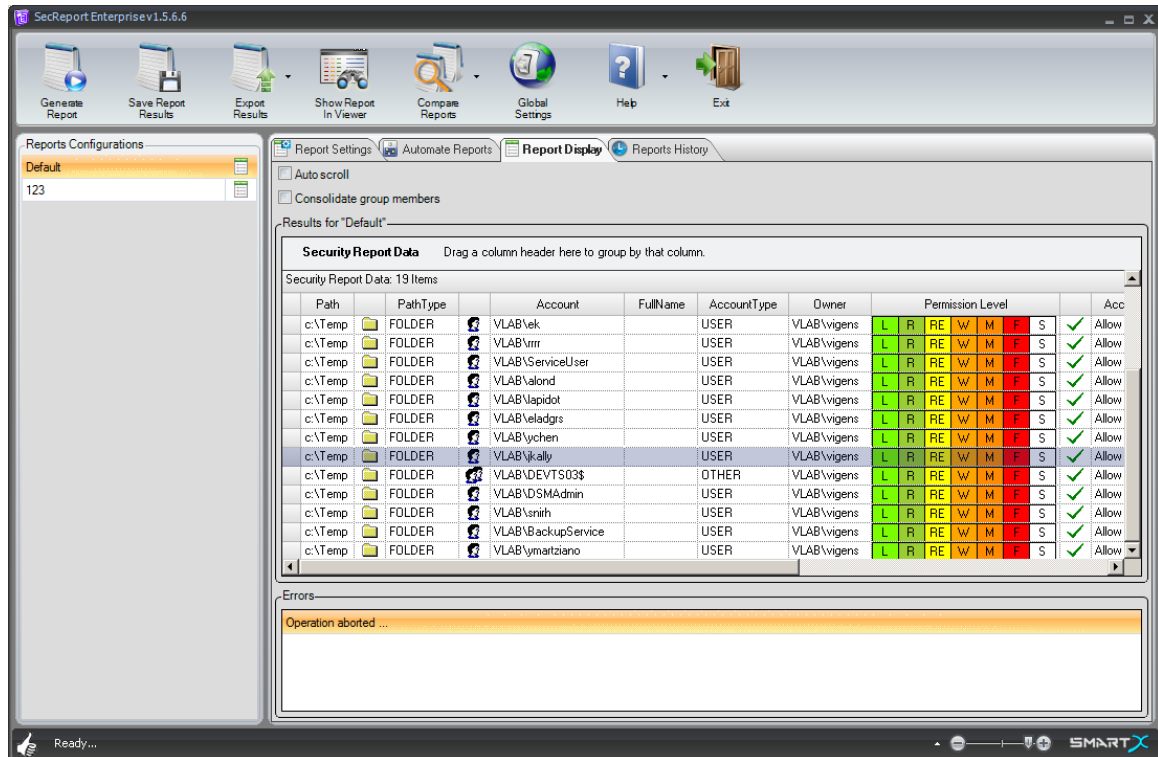 SecReport Enterprise v1.5.6.6
Generate Report
Save Report Results
Export Results
Show Report In Viewer
Compare Reports
Global Settings
Help
Exit
Reports Configurations
Default
123
Report Settings Automate Reports Report Display Reports History
Auto scroll
Consolidate group members
Results for "Default"
Security Report Data Drag a column header here to group by that column.
Security Report Data: 19 Items
Path PathType Account FullName AccountType Owner Permission Level Acc
c:\Temp FOLDER VLAB\ek USER VLAB\vigens L R RE W M F S Allow
c:\Temp FOLDER VLAB\rrrr USER VLAB\vigens L R RE W M F S Allow
c:\Temp FOLDER VLAB\ServiceUser USER VLAB\vigens L R RE W M F S Allow
c:\Temp FOLDER VLAB\alond USER VLAB\vigens L R RE W M F S Allow
c:\Temp FOLDER VLAB\lapidot USER VLAB\vigens L R RE W M F S Allow
c:\Temp FOLDER VLAB\eladgrs USER VLAB\vigens L R RE W M F S Allow
c:\Temp FOLDER VLAB\ychen USER VLAB\vigens L R RE W M F S Allow
c:\Temp FOLDER VLAB\jkally USER VLAB\vigens L R RE W M F S Allow
c:\Temp FOLDER VLAB\DEVTS03$ OTHER VLAB\vigens L R RE W M F S Allow
c:\Temp FOLDER VLAB\DSMAdmin USER VLAB\vigens L R RE W M F S Allow
c:\Temp FOLDER VLAB\snirh USER VLAB\vigens L R RE W M F S Allow
c:\Temp FOLDER VLAB\BackupService USER VLAB\vigens L R RE W M F S Allow
c:\Temp FOLDER VLAB\ymartziano USER VLAB\vigens L R RE W M F S Allow
Errors
Operation aborted ...
Ready...
SMARTX